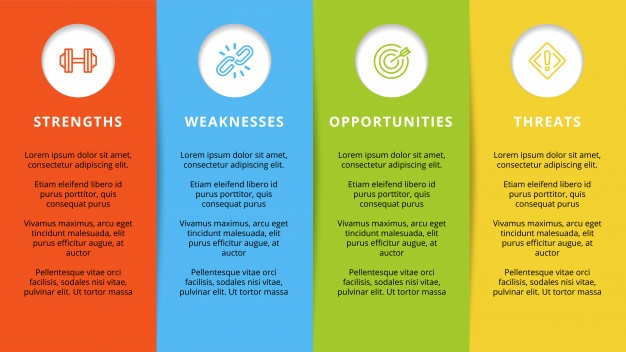 STRENGTHS
Lorem ipsum dolor sit amet,
consectetur adipiscing elit.
Etiam eleifend libero id
purus porttitor, quis
consequat purus
Vivamus maximus, arcu eget
tincidunt malesuada, elit
purus efficitur augue, at
auctor
Pellentesque vitae orci
facilisis, sodales nisi vitae,
pulvinar elit. Ut tortor massa
WEAKNESSES
Lorem ipsum dolor sit amet,
consectetur adipiscing elit.
Etiam eleifend libero id
purus porttitor, quis
consequat purus
Vivamus maximus, arcu eget
tincidunt malesuada, elit
purus efficitur augue, at
auctor
Pellentesque vitae orci
facilisis, sodales nisi vitae,
pulvinar elit. Ut tortor massa
OPPORTUNITIES
Lorem ipsum dolor sit amet,
consectetur adipiscing elit.
Etiam eleifend libero id
purus porttitor, quis
consequat purus
Vivamus maximus, arcu eget
tincidunt malesuada, elit
purus efficitur augue, at
auctor
Pellentesque vitae orci
facilisis, sodales nisi vitae,
pulvinar elit. Ut tortor massa
THREATS
Lorem ipsum dolor sit amet,
consectetur adipiscing elit.
Etiam eleifend libero id
purus porttitor, quis
consequat purus
Vivamus maximus, arcu eget
tincidunt malesuada, elit
purus efficitur augue, at
auctor
Pellentesque vitae orci
facilisis, sodales nisi vitae,
pulvinar elit. Ut tortor massa